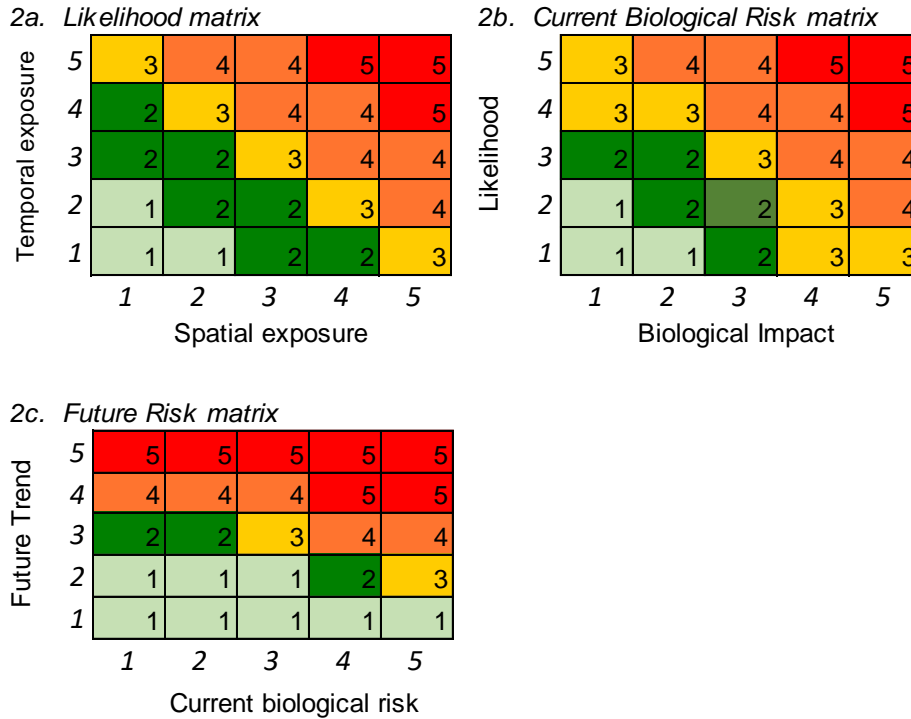 2a. Likelihood matrix
Temporal exposure
5 3 4 4 5 5
4 2 3 4 4 5
3 2 2 3 4 4
2 1 2 2 3 4
1 1 1 2 2 3
1 2 3 4 5
Spatial exposure
2b. Current Biological Risk matrix
Likelihood
5 3 4 4 5 5
4 3 3 4 4 5
3 2 2 3 4 4
2 1 2 2 3 4
1 1 1 2 3 3
1 2 3 4 5
Biological Impact
2c. Future Risk matrix
Future Trend
5 5 5 5 5 5
4 4 4 4 5 5
3 2 2 3 4 4
2 1 1 1 2 3
1 1 1 1 1 1
1 2 3 4 5
Current biological risk